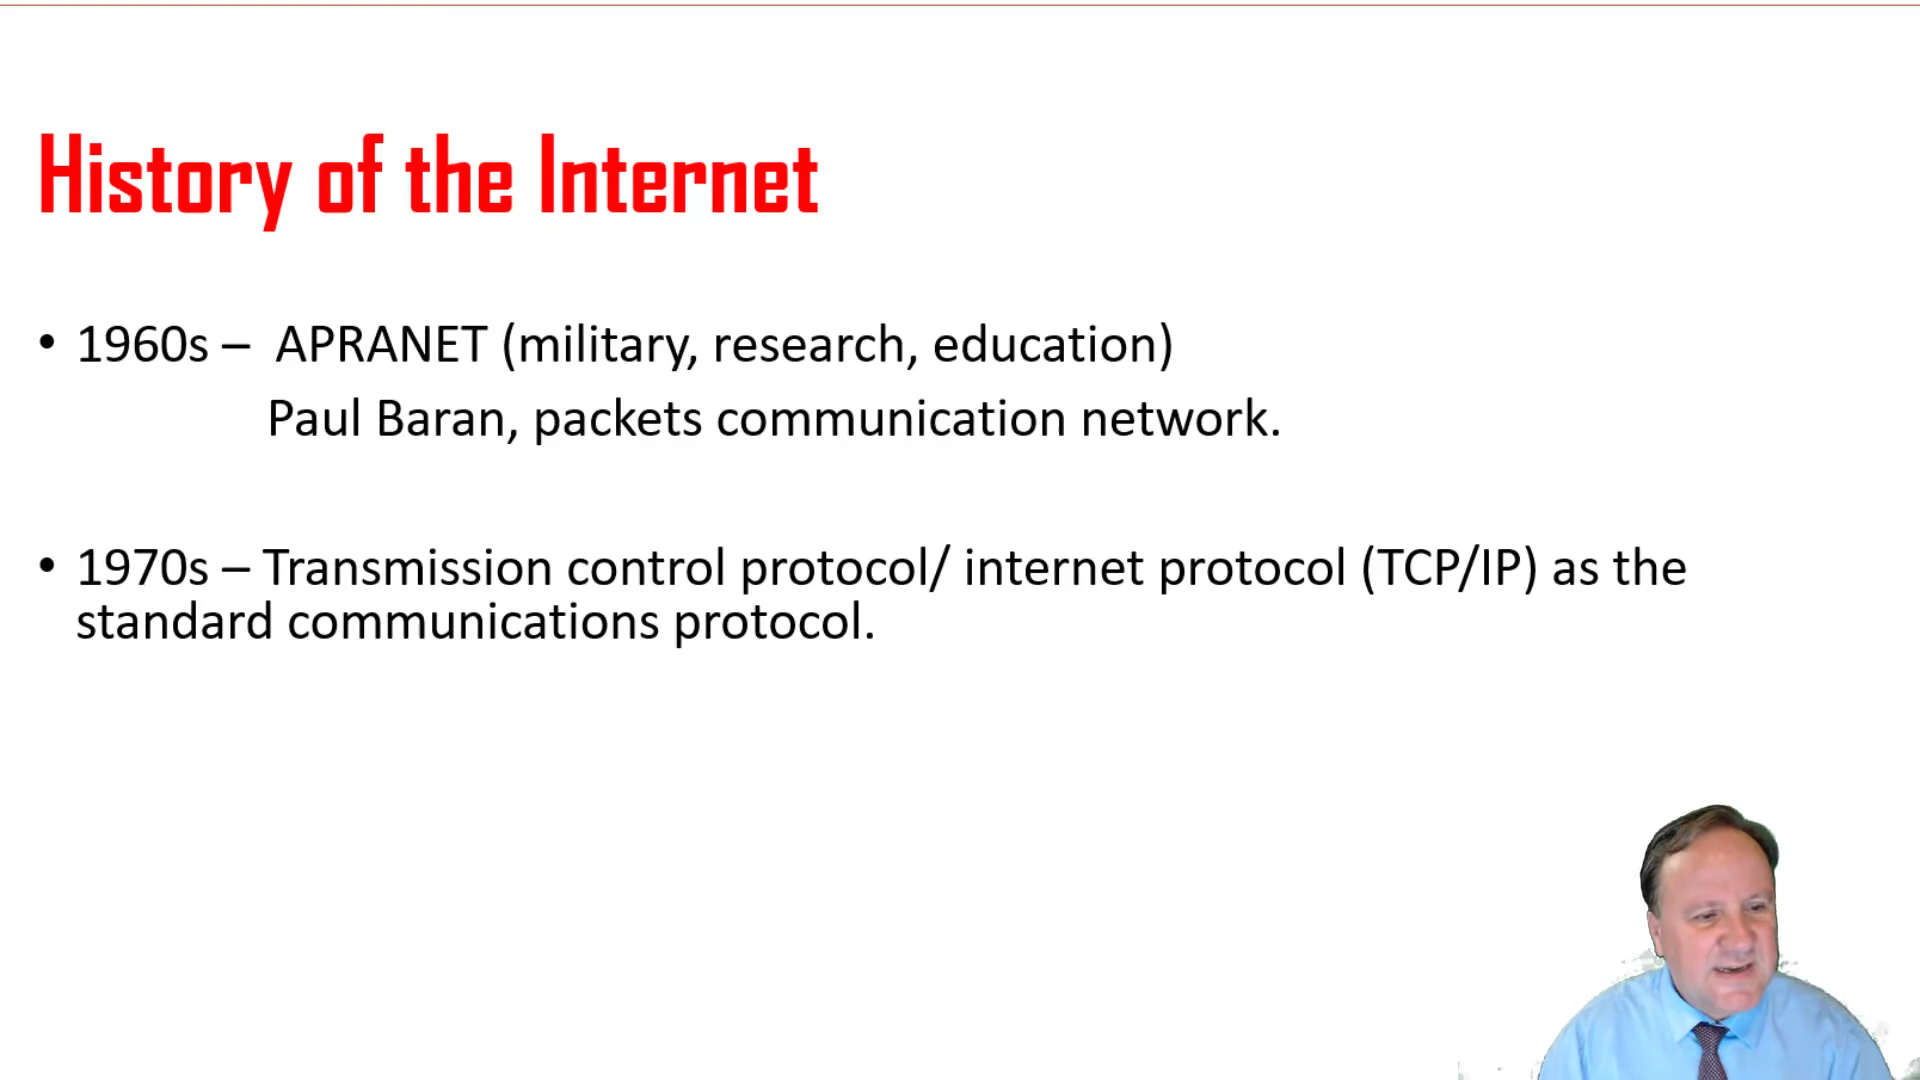 History of the Internet
• 1960s – APRANET (military, research, education)
Paul Baran, packets communication network.
• 1970s – Transmission control protocol/ internet protocol (TCP/IP) as the
standard communications protocol.